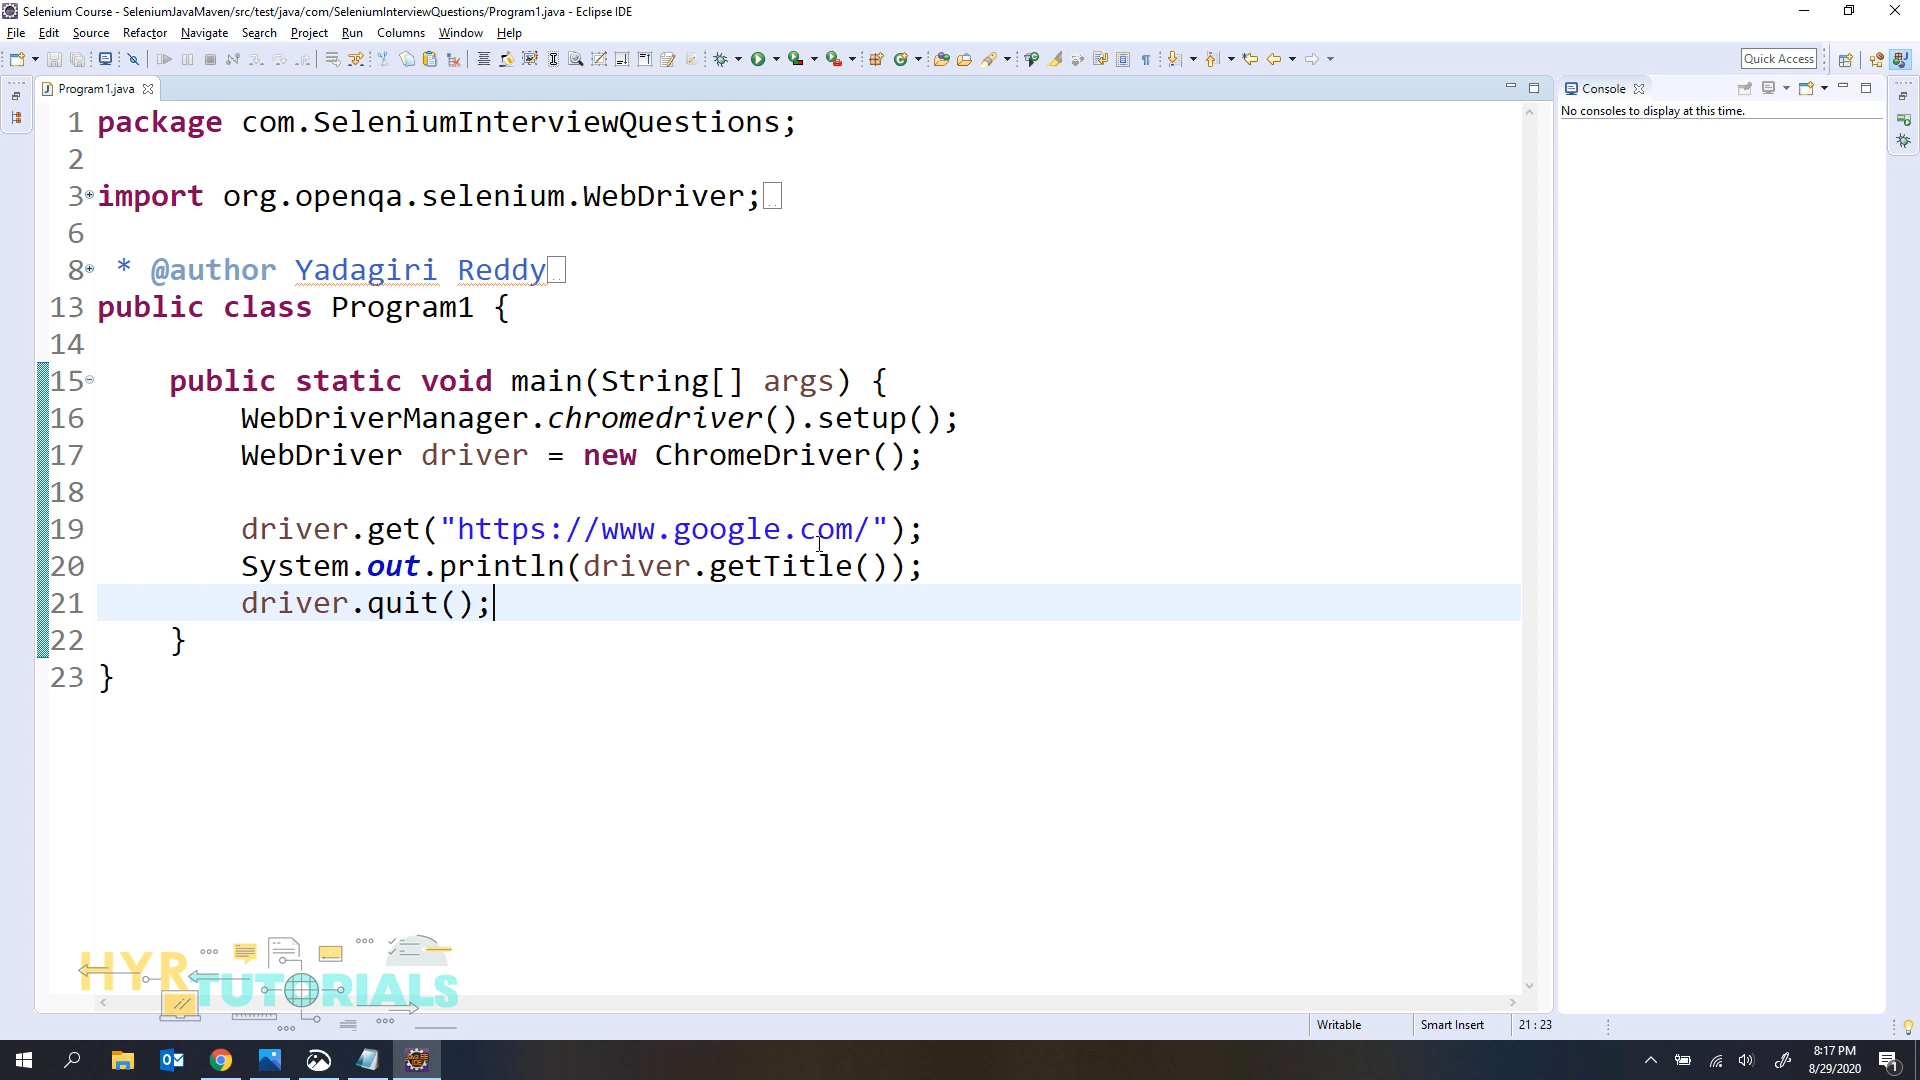 Selenium Course - SeleniumJavaMaven/src/test/java/com/SeleniumInterviewQuestions/Program1.java - Eclipse IDE
File Edit Source Refactor Navigate Search Project Run Columns Window Help
Quick Access
Program1.java
Console
No consoles to display at this time.
1 package com.SeleniumInterviewQuestions;
2
3 import org.openqa.selenium.WebDriver;
6
8 * @author Yadagiri Reddy
13 public class Program1 {
14
15 public static void main(String[] args) {
16 WebDriverManager.chromedriver().setup();
17 WebDriver driver = new ChromeDriver();
18
19 driver.get("https://www.google.com/");
20 System.out.println(driver.getTitle());
21 driver.quit();
22 }
23 }
HYR
TUTORIALS
Writable Smart Insert 21 : 23
8:17 PM
8/29/2020
1